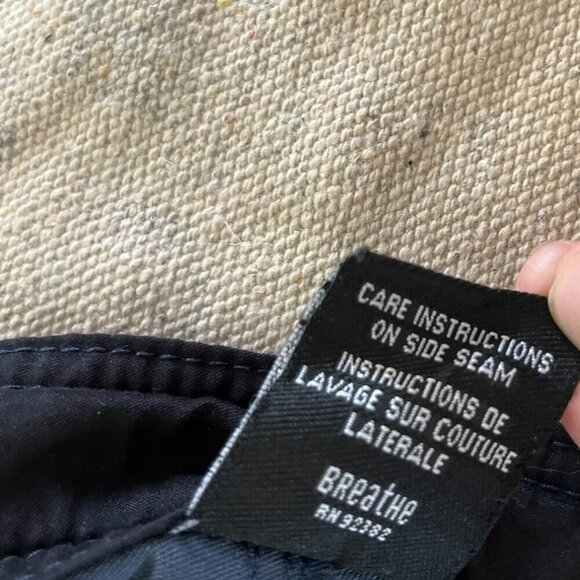 CARE INSTRUCTIONS
ON SIDE SEAM
INSTRUCTIONS DE
LAVAGE SUR COUTURE
LATERALE
BReatHe
RN 92382